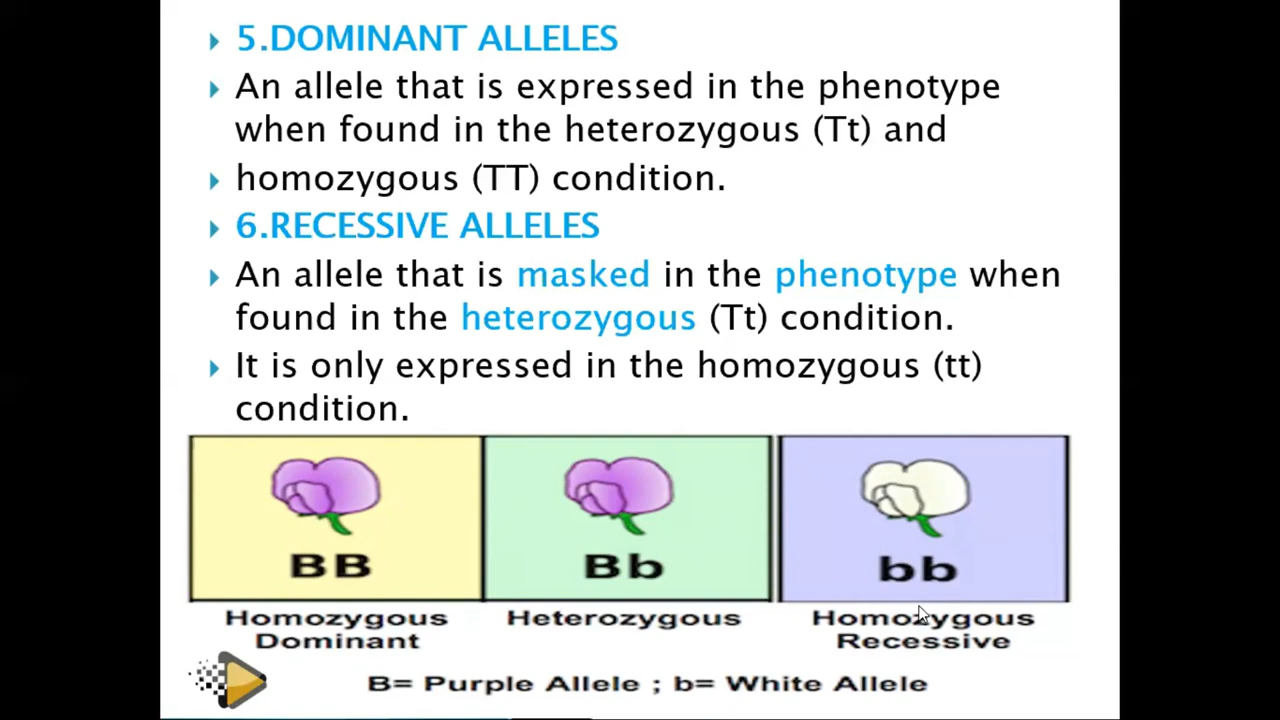 5.DOMINANT ALLELES
An allele that is expressed in the phenotype
when found in the heterozygous (Tt) and
homozygous (TT) condition.
6.RECESSIVE ALLELES
An allele that is masked in the phenotype when
found in the heterozygous (Tt) condition.
It is only expressed in the homozygous (tt)
condition.
BB Bb bb
Homozygous Heterozygous Homozygous
Dominant Recessive
B= Purple Allele ; b= White Allele